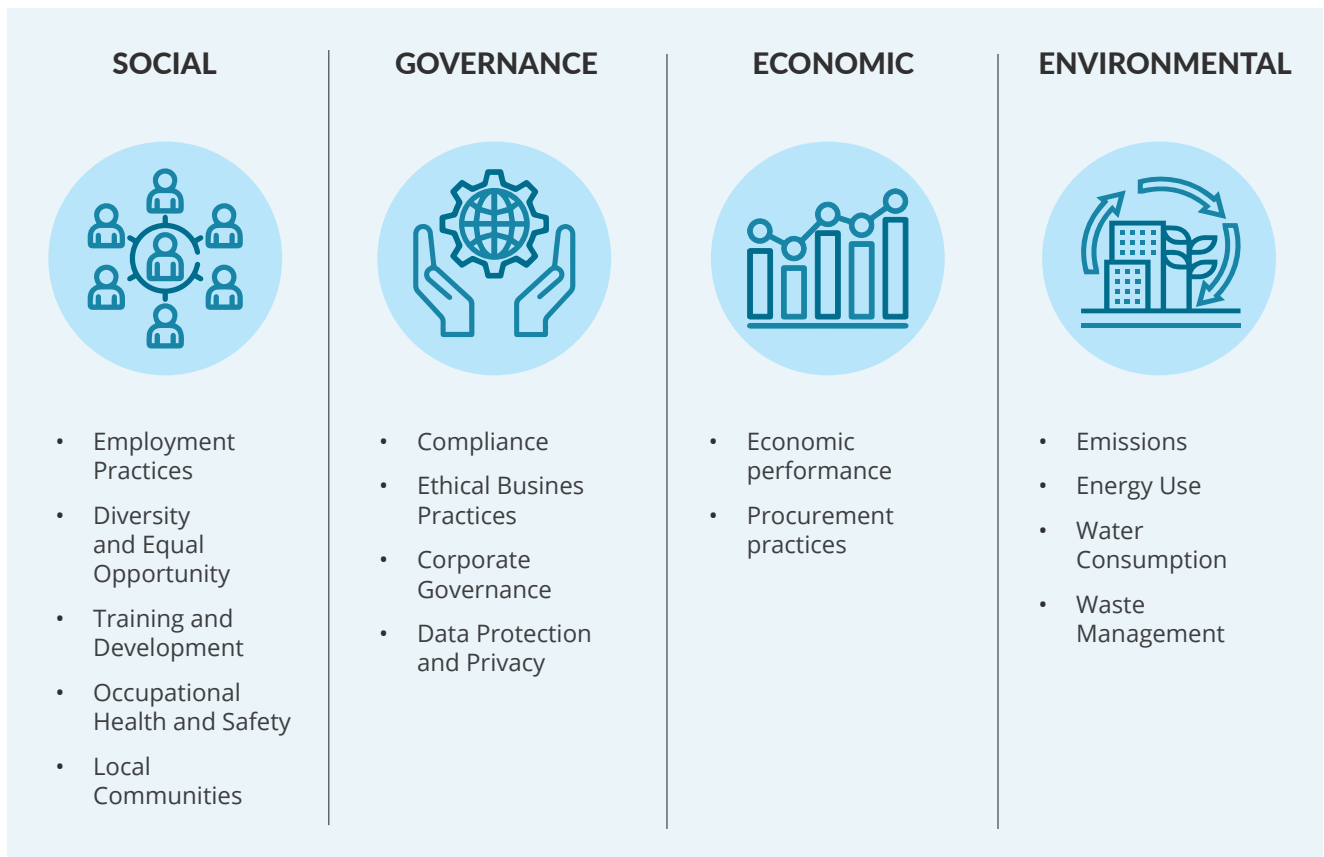 SOCIAL
Employment
Practices
Diversity
and Equal
Opportunity
Training and
Development
Occupational
Health and Safety
Local
Communities
GOVERNANCE
Compliance
Ethical Busines
Practices
Corporate
Governance
Data Protection
and Privacy
ECONOMIC
Economic
performance
Procurement
practices
ENVIRONMENTAL
Emissions
Energy Use
Water
Consumption
Waste
Management